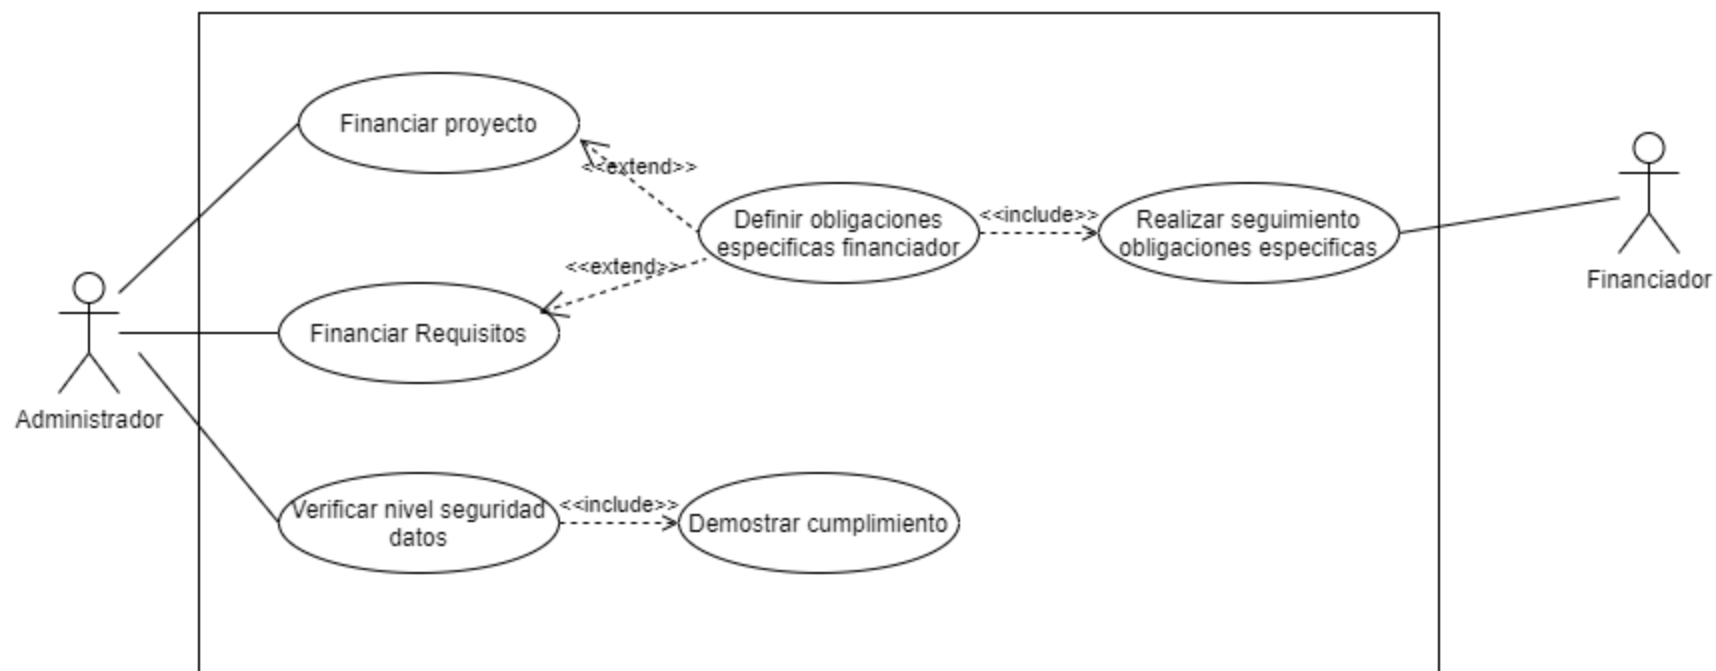 Financiar proyecto
<<extend>>
Definir obligaciones
especificas financiador
<<include>>
Realizar seguimiento
obligaciones especificas
Financiador
<<extend>>
Financiar Requisitos
Administrador
Verificar nivel seguridad
datos
<<include>>
Demostrar cumplimiento